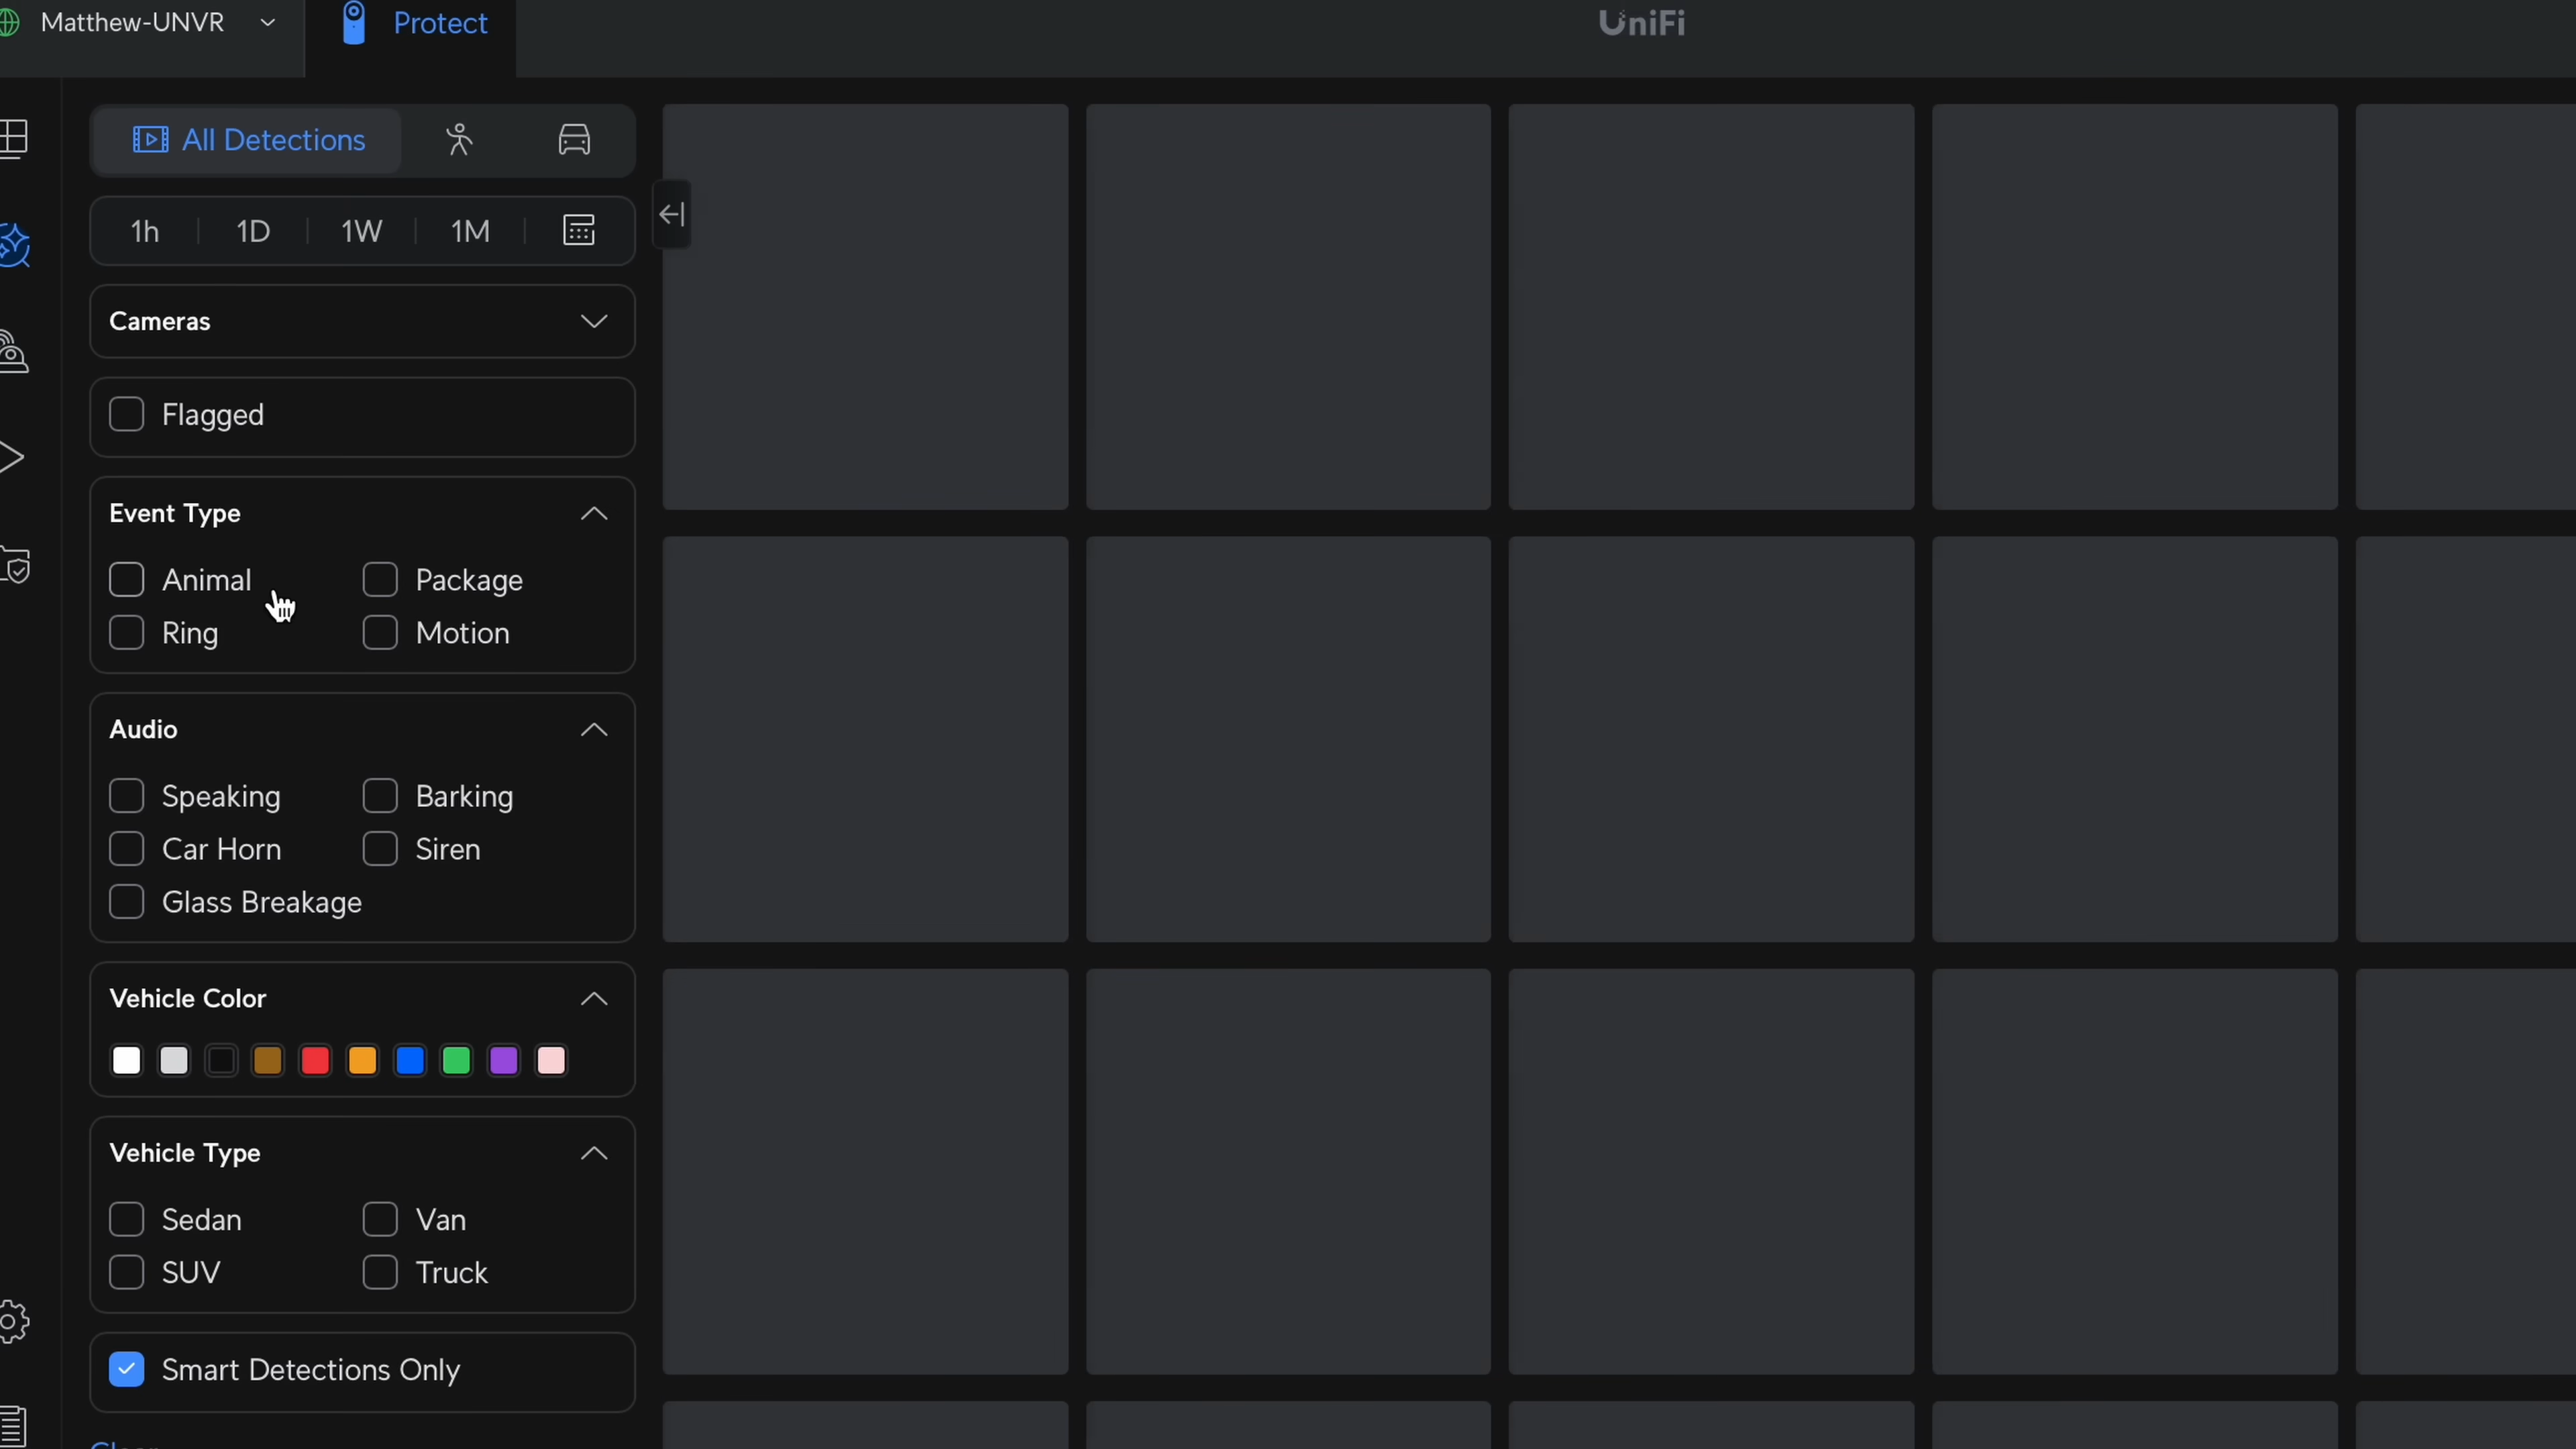 Matthew-UNVR
Protect
UniFi
All Detections
1h
1D
1W
1M
Cameras
Flagged
Event Type
Animal
Package
Ring
Motion
Audio
Speaking
Barking
Car Horn
Siren
Glass Breakage
Vehicle Color
Vehicle Type
Sedan
Van
SUV
Truck
Smart Detections Only